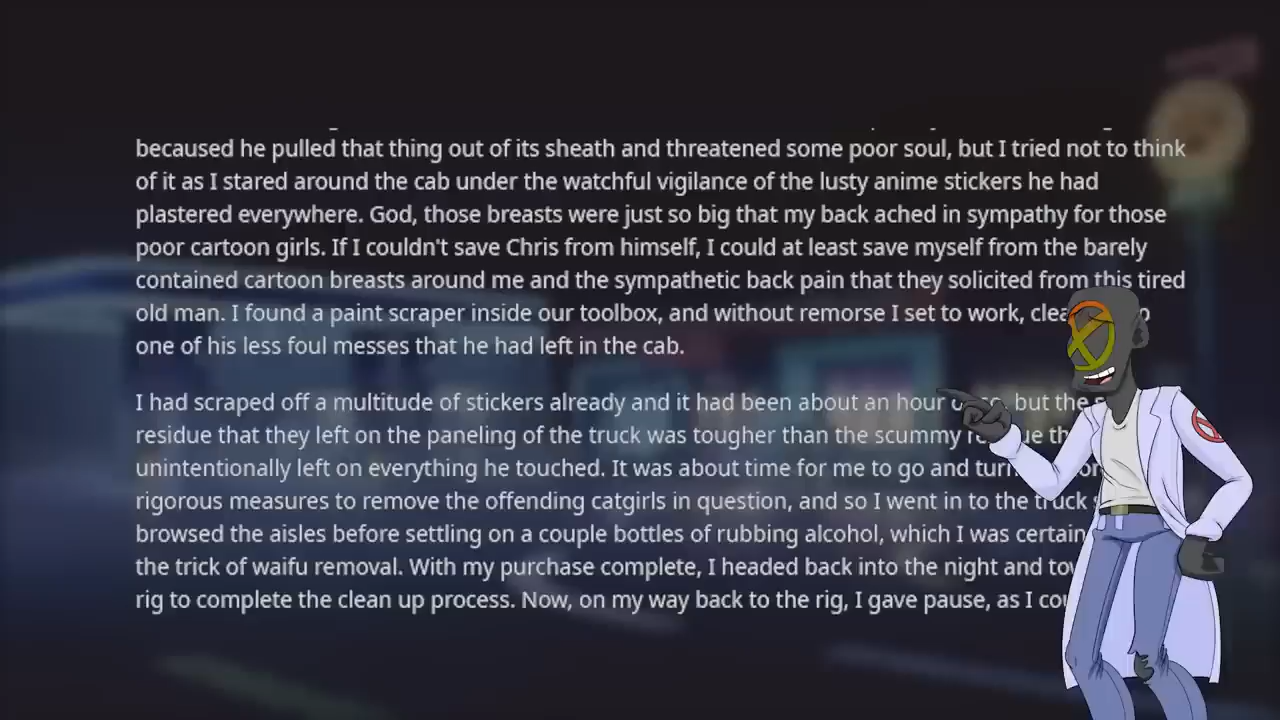 becaused he pulled that thing out of its sheath and threatened some poor soul, but I tried not to think
of it as I stared around the cab under the watchful vigilance of the lusty anime stickers he had
plastered everywhere. God, those breasts were just so big that my back ached in sympathy for those
poor cartoon girls. If I couldn't save Chris from himself, I could at least save myself from the barely
contained cartoon breasts around me and the sympathetic back pain that they solicited from this tired
old man. I found a paint scraper inside our toolbox, and without remorse I set to work,
one of his less foul messes that he had left in the cab.
I had scraped off a multitude of stickers already and it had been about an hour but the
residue that they left on the paneling of the truck was tougher than the scummy
unintentionally left on everything he touched. It was about time for me to go and
rigorous measures to remove the offending catgirls in question, and so I went in to the truck
browsed the aisles before settling on a couple bottles of rubbing alcohol, which I was certain
the trick of waifu removal. With my purchase complete, I headed back into the night and
rig to complete the clean up process. Now, on my way back to the rig, I gave pause, as I